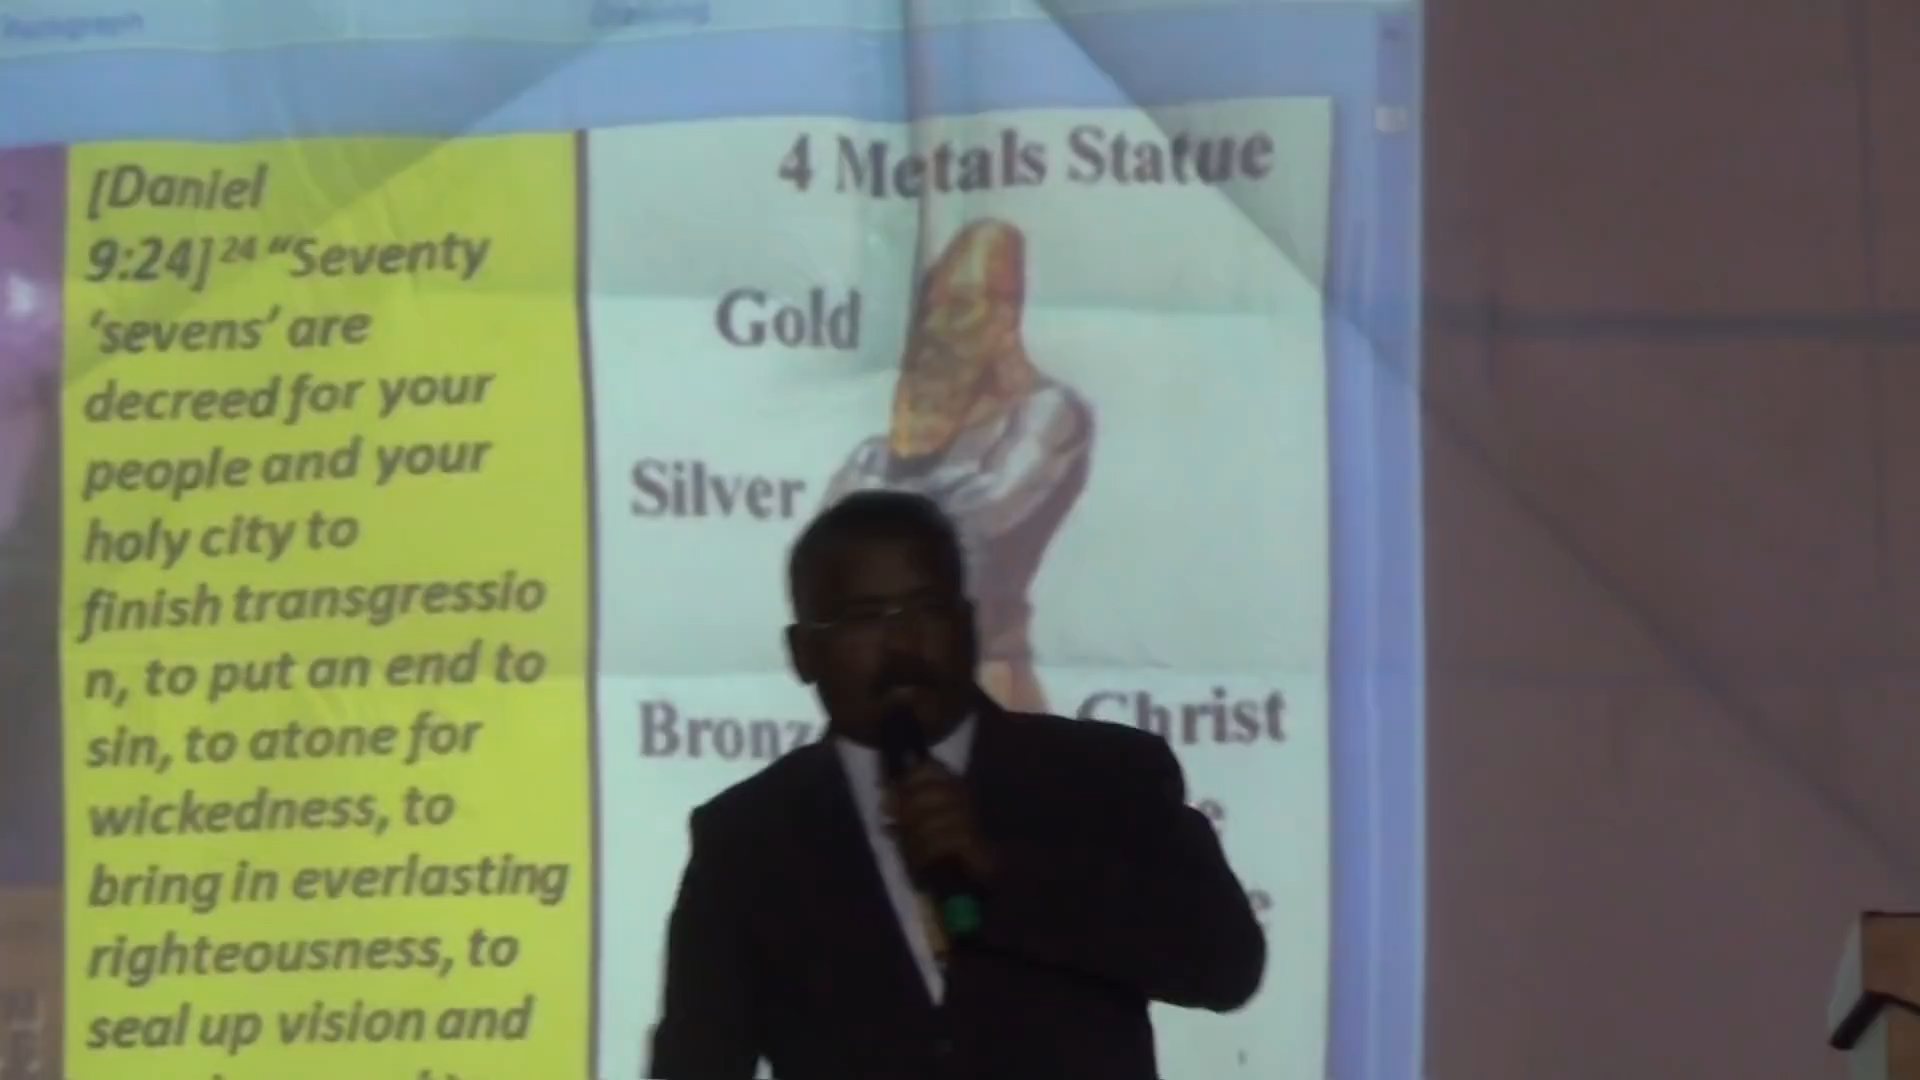 Paragraph
[Daniel
9:24] 24 “Seventy
‘sevens’ are
decreed for your
people and your
holy city to
finish transgressio
n, to put an end to
sin, to atone for
wickedness, to
bring in everlasting
righteousness, to
seal up vision and
4 Metals Statue
Gold
Silver
Bronz
Christ